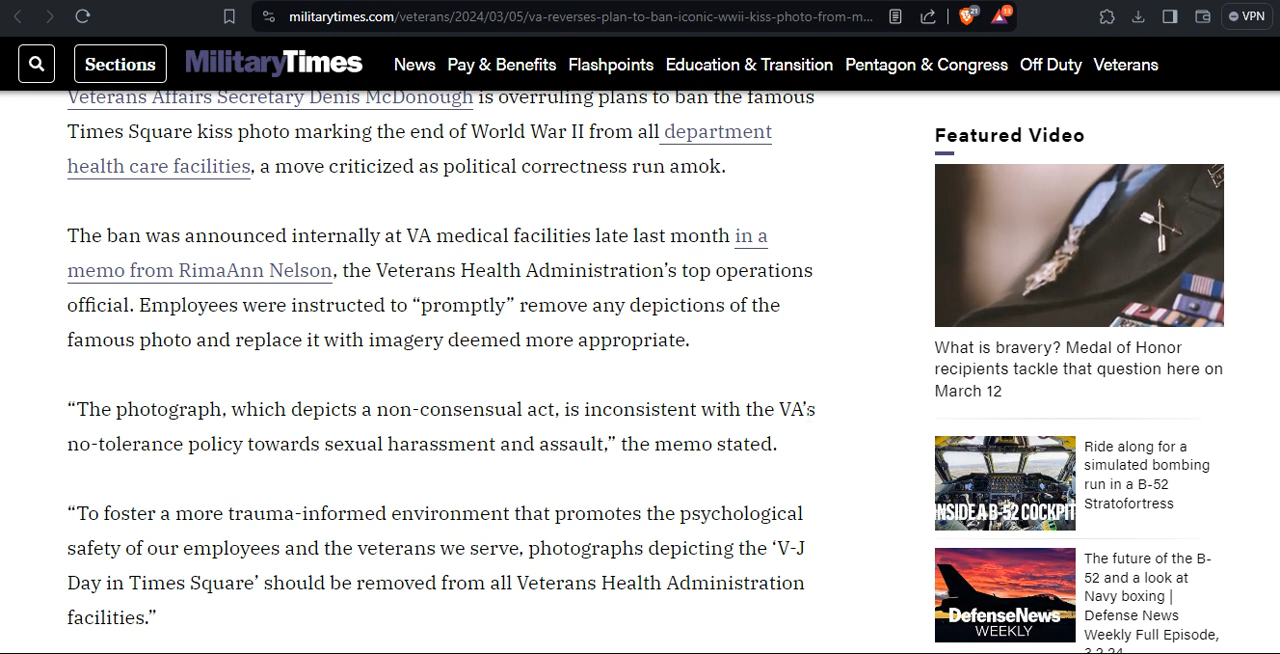 militarytimes.com/veterans/2024/03/05/va-reverses-plan-to-ban-iconic-wwii-kiss-photo-from-m...
21
VPN
Sections
MilitaryTimes
News Pay & Benefits Flashpoints Education & Transition Pentagon & Congress Off Duty Veterans
Veterans Affairs Secretary Denis McDonough is overruling plans to ban the famous
Times Square kiss photo marking the end of World War II from all department
health care facilities, a move criticized as political correctness run amok.
The ban was announced internally at VA medical facilities late last month in a
memo from RimaAnn Nelson, the Veterans Health Administration’s top operations
official. Employees were instructed to “promptly” remove any depictions of the
famous photo and replace it with imagery deemed more appropriate.
“The photograph, which depicts a non-consensual act, is inconsistent with the VA’s
no-tolerance policy towards sexual harassment and assault,” the memo stated.
“To foster a more trauma-informed environment that promotes the psychological
safety of our employees and the veterans we serve, photographs depicting the ‘V-J
Day in Times Square’ should be removed from all Veterans Health Administration
facilities.”
Featured Video
What is bravery? Medal of Honor
recipients tackle that question here on
March 12
INSIDE A B-52 COCKPIT
Ride along for a
simulated bombing
run in a B-52
Stratofortress
DefenseNews
WEEKLY
The future of the B-
52 and a look at
Navy boxing |
Defense News
Weekly Full Episode,
3.2.24